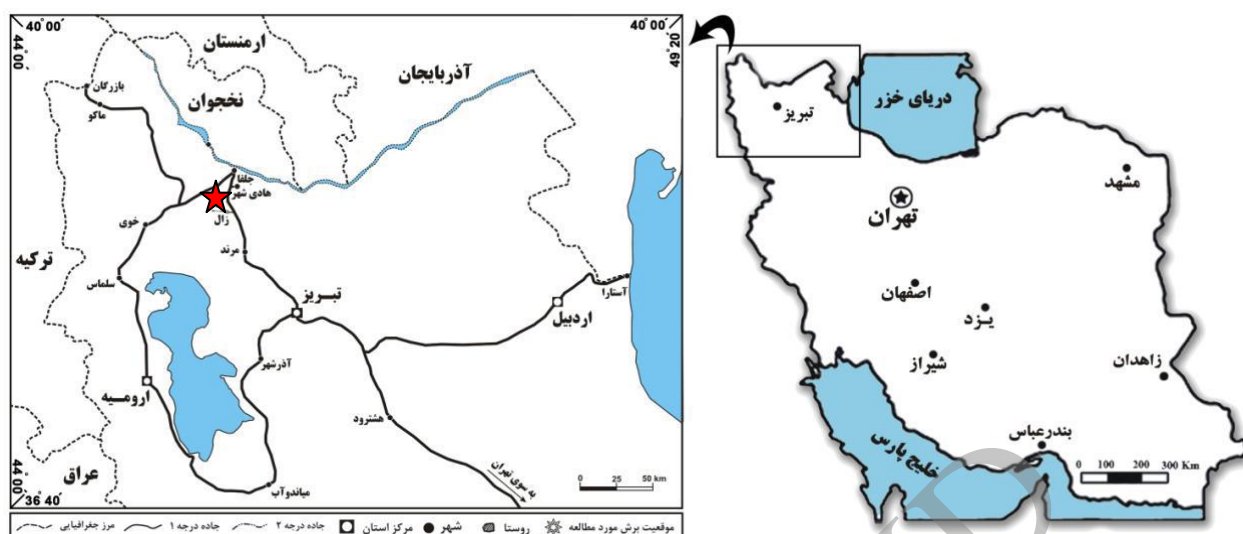 40° 00'
44° 00'
40° 00'
49° 20'
ارمنستان
آذربایجان
نخجوان
بازرگان
ماکو
جلفا
هادی شهر
زال
خوی
مرند
ترکیه
سلماس
تبریز
آستارا
اردبیل
آذرشهر
ارومیه
هشترود
عراق
میاندوآب
به سوی تهران
44° 00'
36° 40'
0 25 50 km
موقعیت برش مورد مطالعه
روستا
شهر
مرکز استان
جاده درجه ۲
جاده درجه ۱
مرز جغرافیایی
دریای خزر
تبریز
مشهد
تهران
اصفهان
یزد
شیراز
زاهدان
بندرعباس
خلیج پارس
0 100 200 300 Km